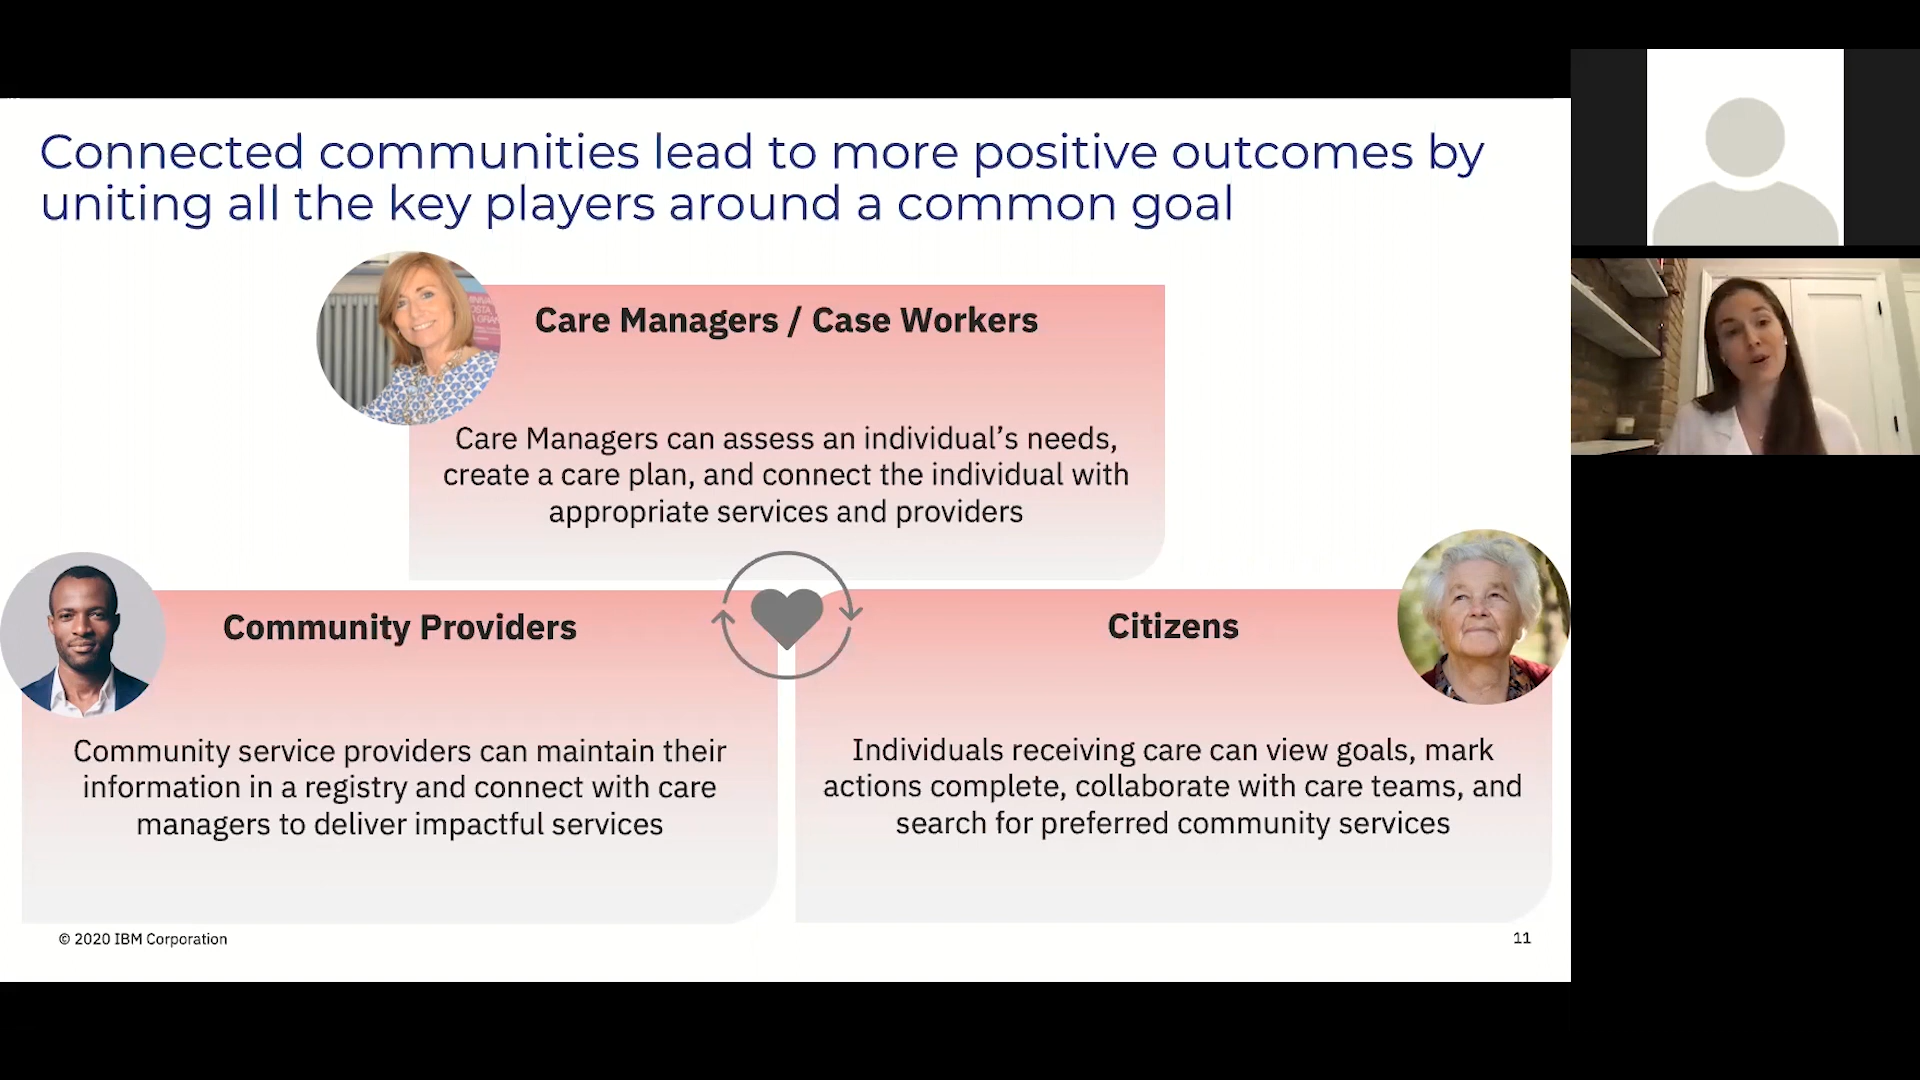 Connected communities lead to more positive outcomes by
uniting all the key players around a common goal
Care Managers / Case Workers
Care Managers can assess an individual’s needs,
create a care plan, and connect the individual with
appropriate services and providers
Community Providers
Community service providers can maintain their
information in a registry and connect with care
managers to deliver impactful services
Citizens
Individuals receiving care can view goals, mark
actions complete, collaborate with care teams, and
search for preferred community services
© 2020 IBM Corporation
11